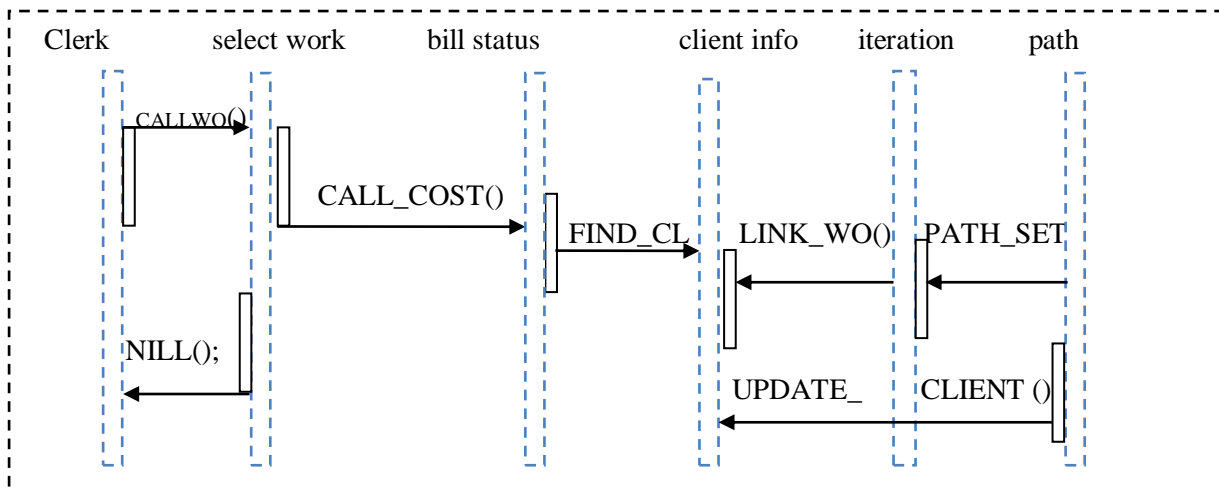 Clerk select work bill status client info iteration path
CALLWO()
CALL_COST()
FIND_CL LINK_WO() PATH_SET
NILL();
UPDATE_ CLIENT ()